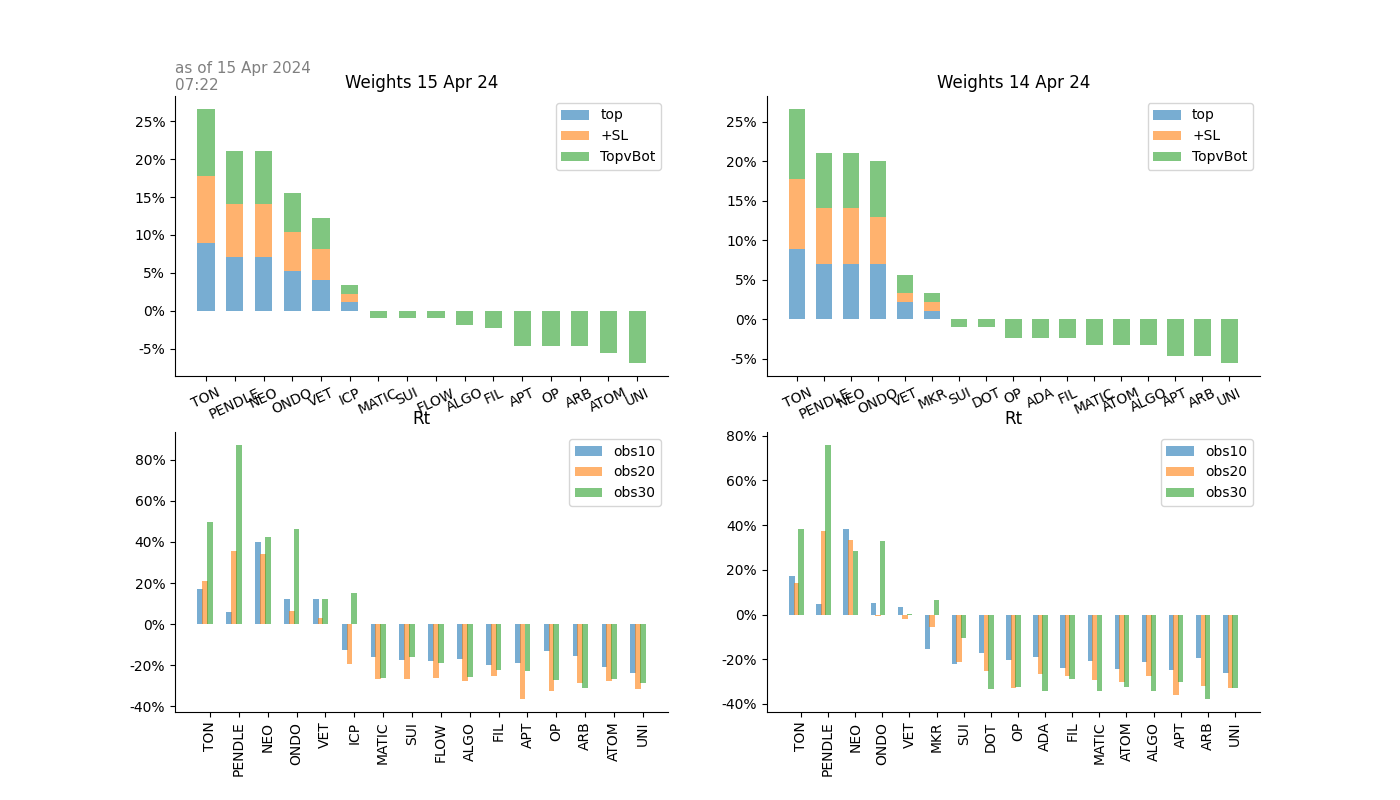 as of 15 Apr 2024
07:22
Weights 15 Apr 24
25%
20%
15%
10%
5%
0%
-5%
top
+SL
TopvBot
TON PENDLE NEO ONDO VET ICP MATIC SUI FLOW ALGO FIL APT OP ARB ATOM UNI
Weights 14 Apr 24
25%
20%
15%
10%
5%
0%
-5%
top
+SL
TopvBot
TON PENDLE NEO ONDO VET MKR SUI DOT OP ADA FIL MATIC ATOM ALGO APT ARB UNI
Rt
80%
60%
40%
20%
0%
-20%
-40%
obs10
obs20
obs30
TON PENDLE NEO ONDO VET ICP MATIC SUI FLOW ALGO FIL APT OP ARB ATOM UNI
Rt
80%
60%
40%
20%
0%
-20%
-40%
obs10
obs20
obs30
TON PENDLE NEO ONDO VET MKR SUI DOT OP ADA FIL MATIC ATOM ALGO APT ARB UNI